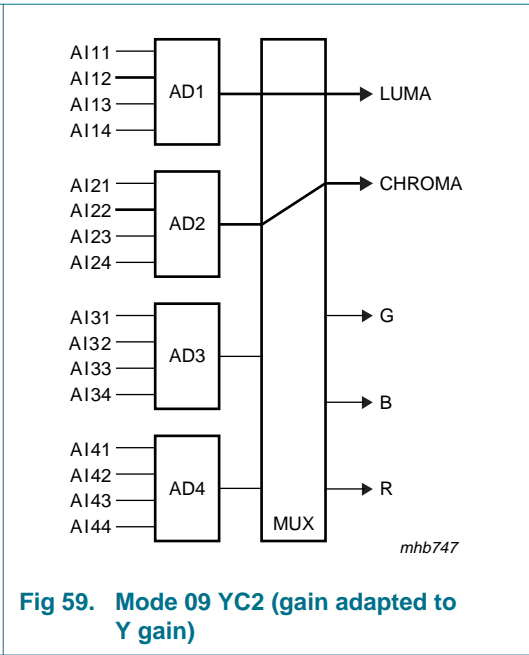 AI11
AI12
AI13
AI14
AD1
LUMA
AI21
AI22
AI23
AI24
AD2
CHROMA
AI31
AI32
AI33
AI34
AD3
G
B
AI41
AI42
AI43
AI44
AD4
R
MUX
mhb747
Fig 59. Mode 09 YC2 (gain adapted to
Y gain)